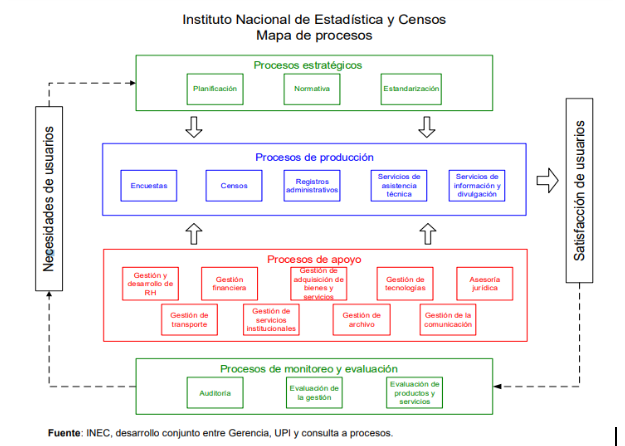 Instituto Nacional de Estadística y Censos
Mapa de procesos
Necesidades de usuarios
Procesos estratégicos
Planificación
Normativa
Estandarización
Procesos de producción
Encuestas
Censos
Registros
administrativos
Servicios de
asistencia
técnica
Servicios de
información y
divulgación
Satisfacción de usuarios
Procesos de apoyo
Gestión y
desarrollo de
RH
Gestión
financiera
Gestión de
adquisición de
bienes y
servicios
Gestión de
tecnologías
Asesoría
jurídica
Gestión de
transporte
Gestión de
servicios
institucionales
Gestión de
archivo
Gestión de la
comunicación
Procesos de monitoreo y evaluación
Auditoría
Evaluación de
la gestión
Evaluación de
productos y
servicios
Fuente: INEC, desarrollo conjunto entre Gerencia, UPI y consulta a procesos.